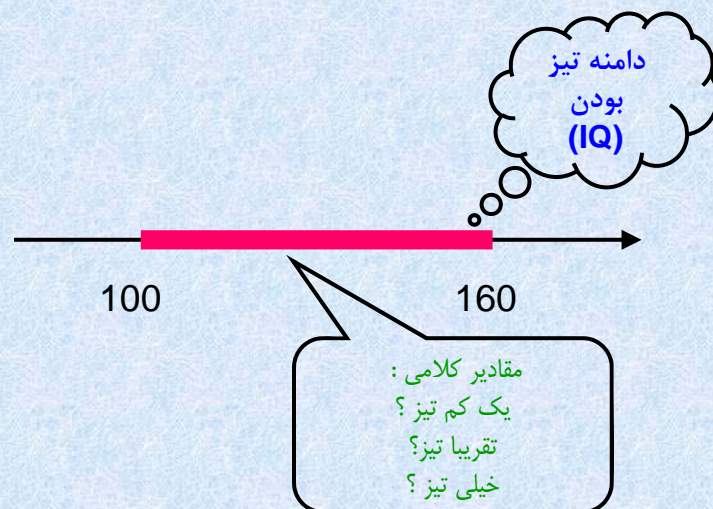 دامنه تیز
بودن
(IQ)
100
160
مقادیر کلامی :
یک کم تیز ؟
تقریبا تیز؟
خیلی تیز ؟